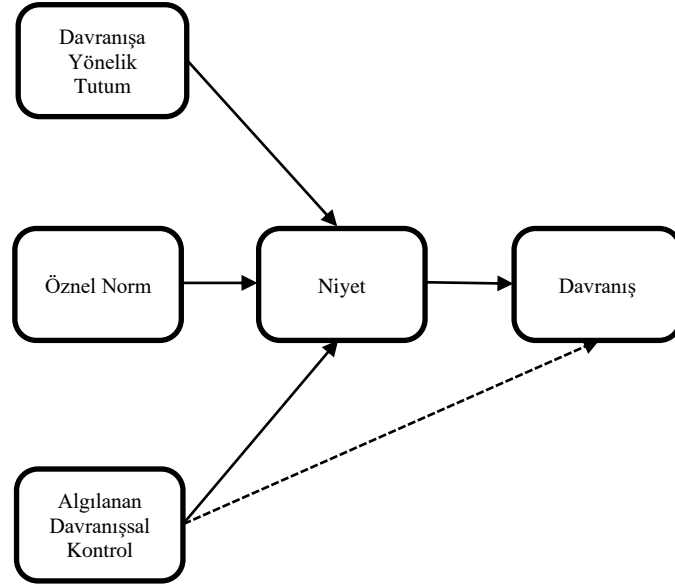 Davranışa
Yönelik
Tutum
Öznel Norm
Niyet
Davranış
Algılanan
Davranışsal
Kontrol